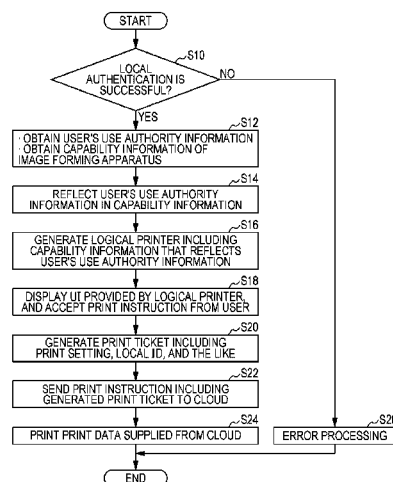 START
S10
LOCAL
AUTHENTICATION IS
SUCCESSFUL?
NO
YES
S12
· OBTAIN USER'S USE AUTHORITY INFORMATION
· OBTAIN CAPABILITY INFORMATION OF
IMAGE FORMING APPARATUS
S14
REFLECT USER'S USE AUTHORITY
INFORMATION IN CAPABILITY INFORMATION
S16
GENERATE LOGICAL PRINTER INCLUDING
CAPABILITY INFORMATION THAT REFLECTS
USER'S USE AUTHORITY INFORMATION
S18
DISPLAY UI PROVIDED BY LOGICAL PRINTER,
AND ACCEPT PRINT INSTRUCTION FROM USER
S20
GENERATE PRINT TICKET INCLUDING
PRINT SETTING, LOCAL ID, AND THE LIKE
S22
SEND PRINT INSTRUCTION INCLUDING
GENERATED PRINT TICKET TO CLOUD
S24
PRINT PRINT DATA SUPPLIED FROM CLOUD
ERROR PROCESSING
END